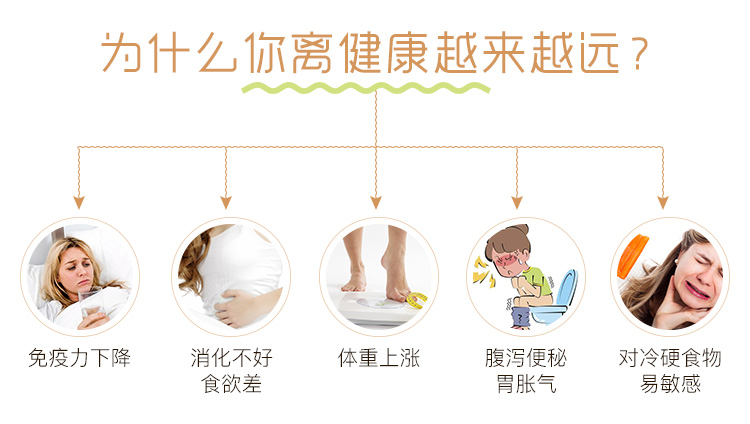 为什么你离健康越来越远？
免疫力下降
消化不好
食欲差
体重上涨
腹泻便秘
胃胀气
对冷硬食物
易敏感